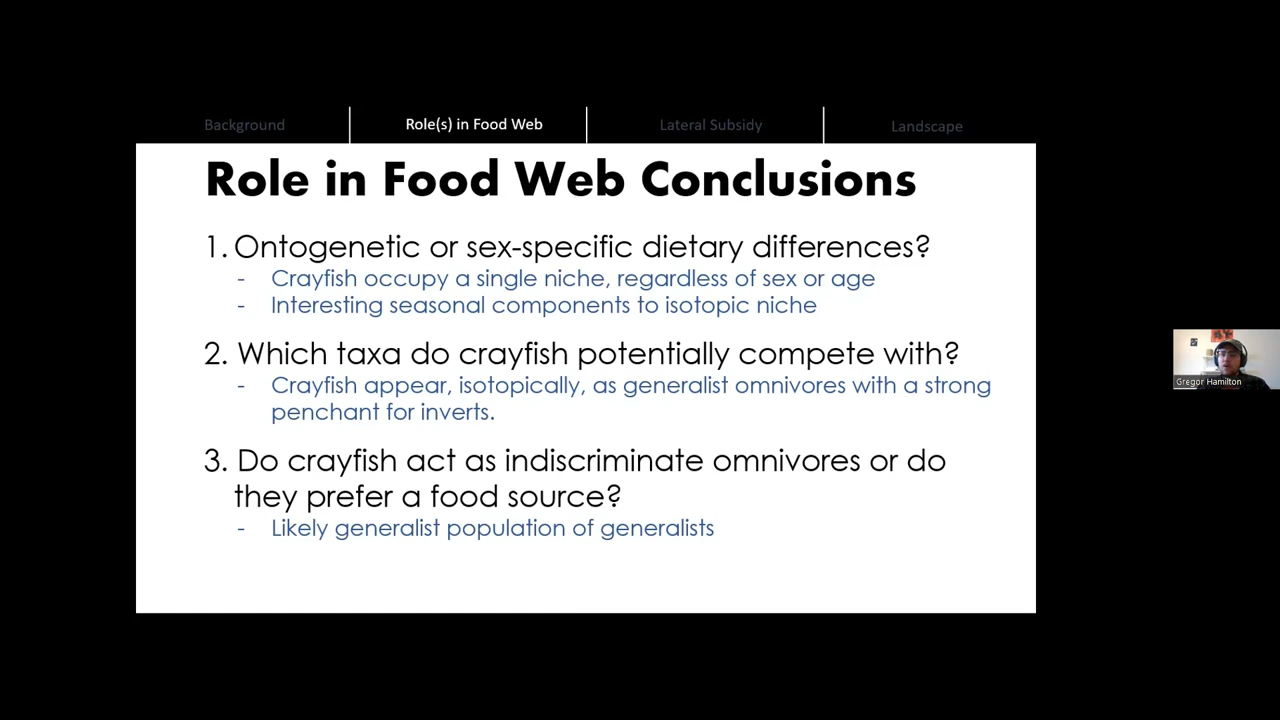 Background
Role(s) in Food Web
Lateral Subsidy
Landscape
Role in Food Web Conclusions
1. Ontogenetic or sex-specific dietary differences?
- Crayfish occupy a single niche, regardless of sex or age
- Interesting seasonal components to isotopic niche
2. Which taxa do crayfish potentially compete with?
- Crayfish appear, isotopically, as generalist omnivores with a strong
penchant for inverts.
3. Do crayfish act as indiscriminate omnivores or do
they prefer a food source?
- Likely generalist population of generalists
Gregor Hamilton